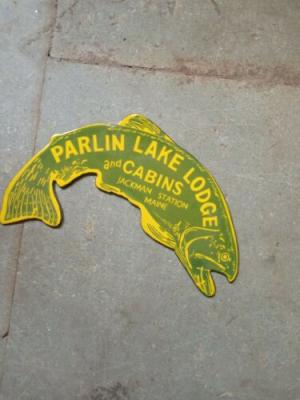 PARLIN LAKE LODGE
and CABINS
JACKMAN STATION
MAINE